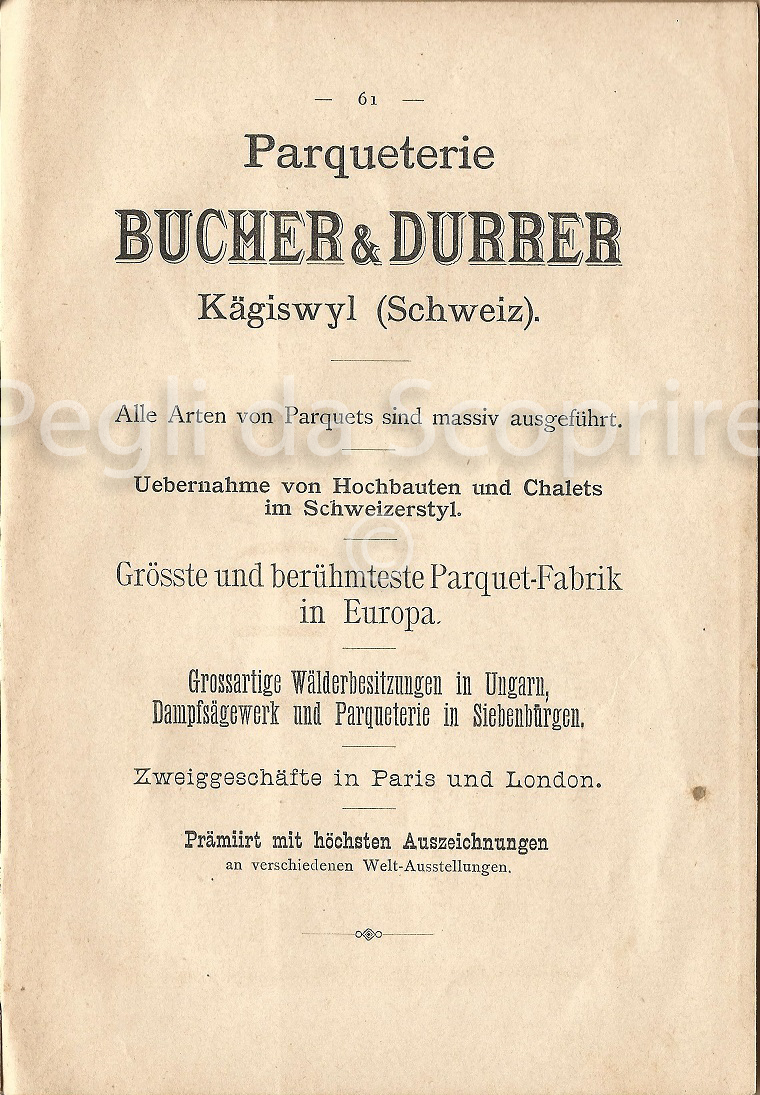 — 61 —
Parqueterie
BUCHER & DURRER
Kägiswyl (Schweiz).
Alle Arten von Parquets sind massiv ausgeführt.
Pegli da Scoprire
Uebernahme von Hochbauten und Chalets
im Schweizerstyl.
©
Grösste und berühmteste Parquet-Fabrik
in Europa.
Grossartige Wälderbesitzungen in Ungarn,
Dampfsägewerk und Parqueterie in Siebenbürgen.
Zweiggeschäfte in Paris und London.
Prämiirt mit höchsten Auszeichnungen
an verschiedenen Welt-Ausstellungen.